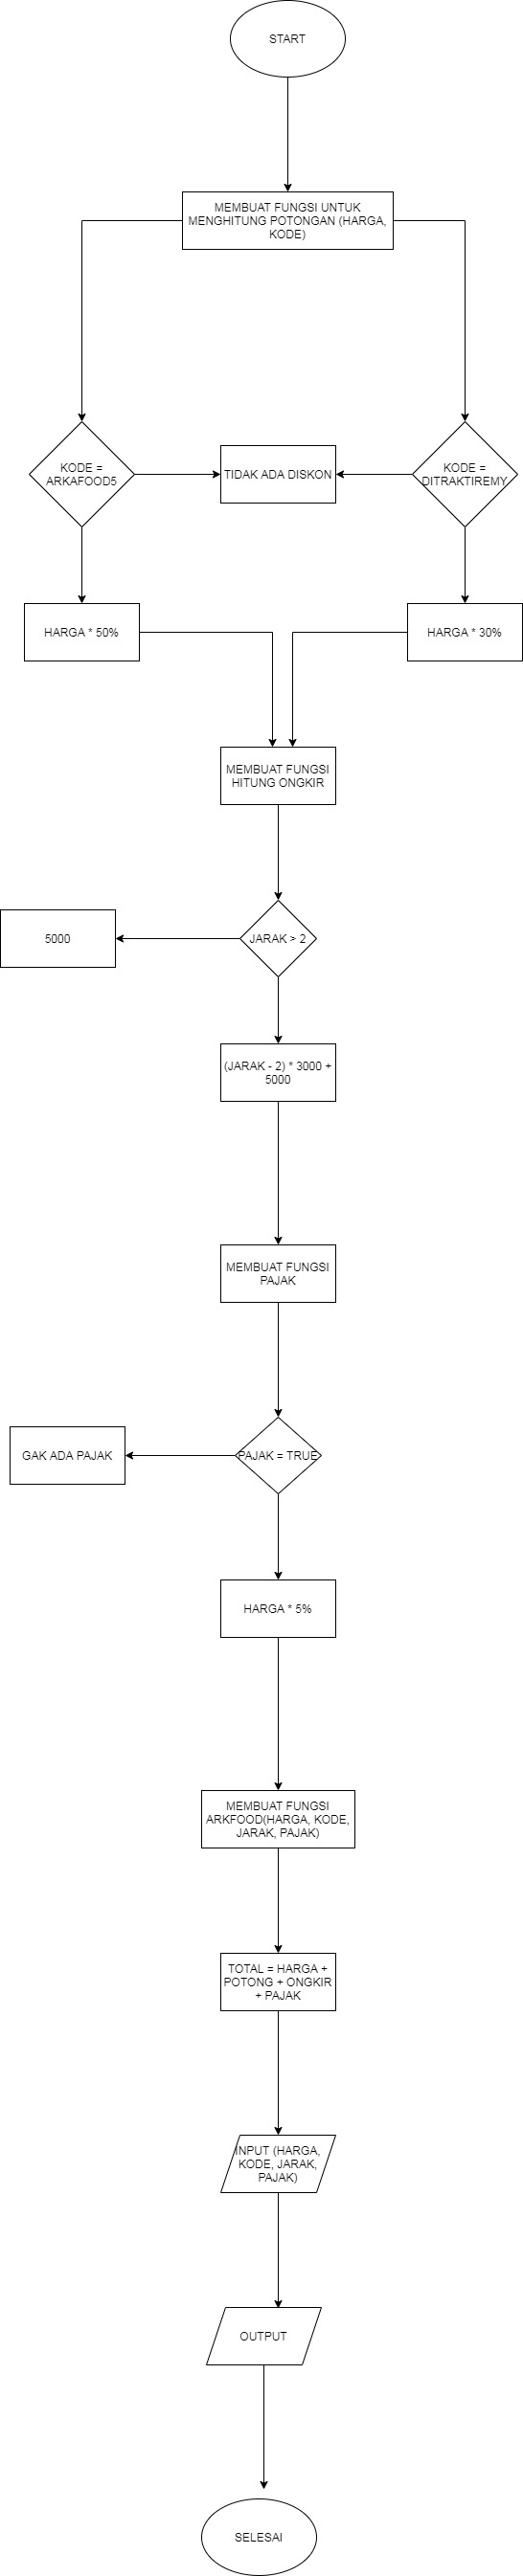 START
MEMBUAT FUNGSI UNTUK
MENGHITUNG POTONGAN (HARGA,
KODE)
KODE =
ARKAFOOD5
TIDAK ADA DISKON
KODE =
DITRAKTIREMY
HARGA * 50%
HARGA * 30%
MEMBUAT FUNGSI
HITUNG ONGKIR
5000
JARAK > 2
(JARAK - 2) * 3000 +
5000
MEMBUAT FUNGSI
PAJAK
GAK ADA PAJAK
PAJAK = TRUE
HARGA * 5%
MEMBUAT FUNGSI
ARKFOOD(HARGA, KODE,
JARAK, PAJAK)
TOTAL = HARGA +
POTONG + ONGKIR
+ PAJAK
INPUT (HARGA,
KODE, JARAK,
PAJAK)
OUTPUT
SELESAI